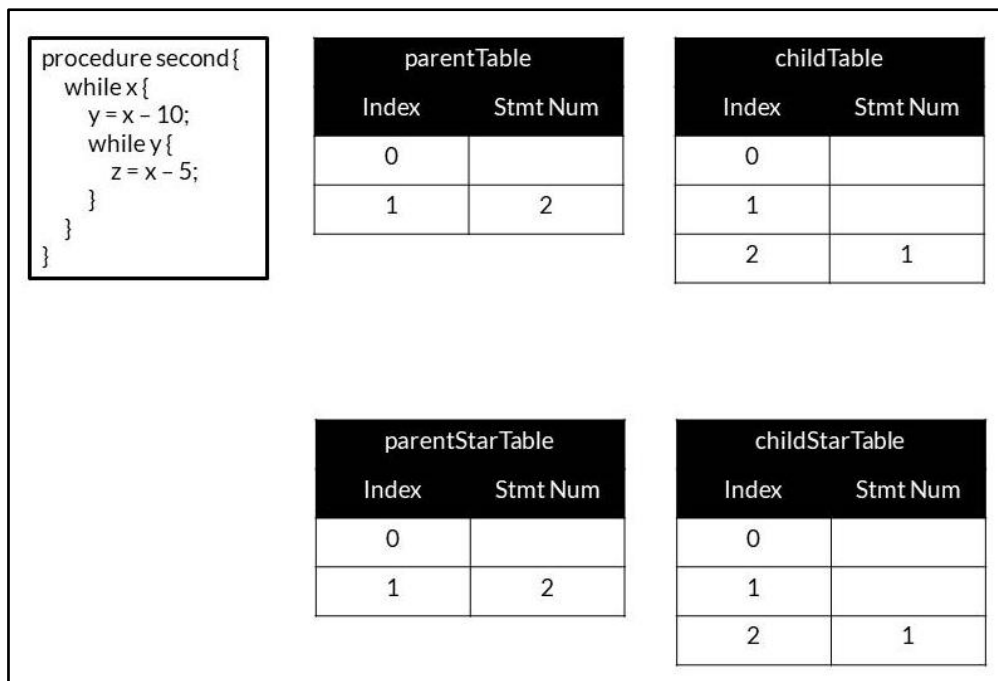 procedure second {
while x {
y = x – 10;
while y {
z = x – 5;
}
}
}
parentTable
Index Stmt Num
0
1 2
childTable
Index Stmt Num
0
1
2 1
parentStarTable
Index Stmt Num
0
1 2
childStarTable
Index Stmt Num
0
1
2 1